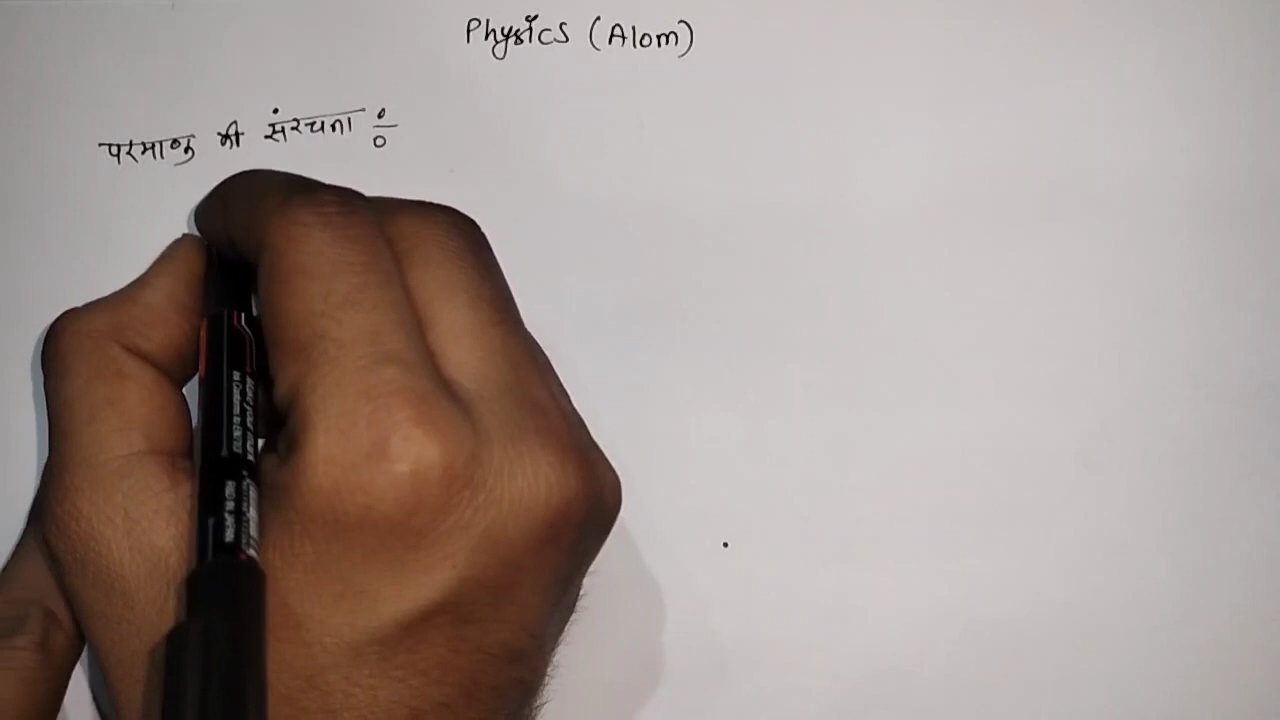 Physics (Atom)
परमाणु की संरचना ÷